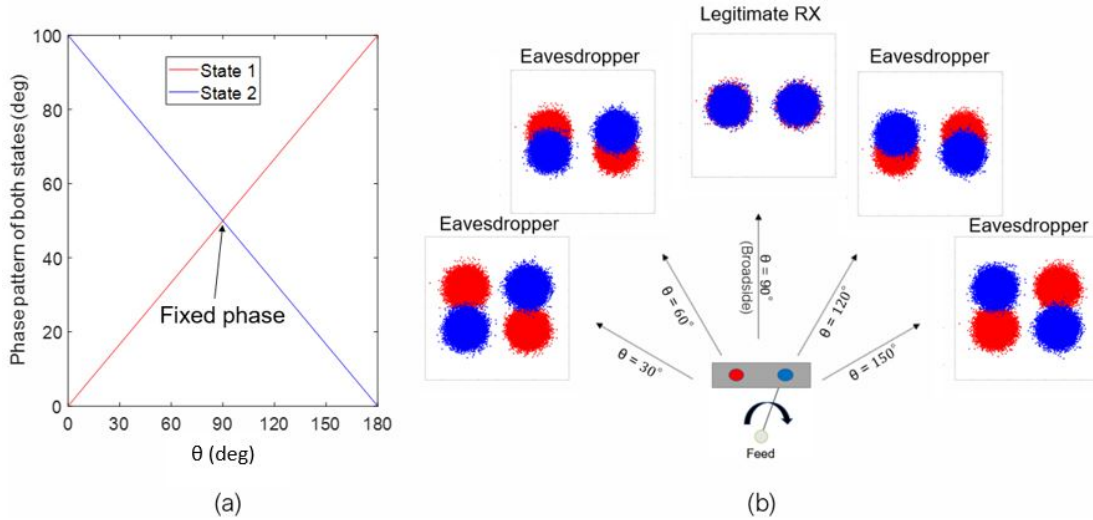 100
80
60
40
20
0
Phase pattern of both states (deg)
State 1
State 2
Fixed phase
0 30 60 90 120 150 180
θ (deg)
(a)
Legitimate RX
Eavesdropper
Eavesdropper
Eavesdropper
Eavesdropper
θ = 30°
θ = 60°
θ = 90°
(Broadside)
θ = 120°
θ = 150°
Feed
(b)